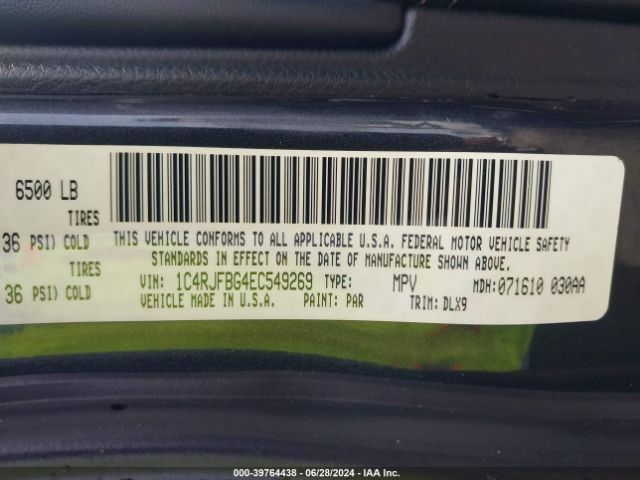 6500 LB
TIRES
36 PSI) COLD
TIRES
36 PSI) COLD
THIS VEHICLE CONFORMS TO ALL APPLICABLE U.S.A. FEDERAL MOTOR VEHICLE SAFETY
STANDARDS IN EFFECT ON THE DATE OF MANUFACTURE SHOWN ABOVE.
VIN: 1C4RJFBG4EC549269 TYPE: MPV MDH: 071610 030AA
VEHICLE MADE IN U.S.A. PAINT: PAR TRIM: DLX9
000-39764438 - 06/28/2024 - IAAI.COM